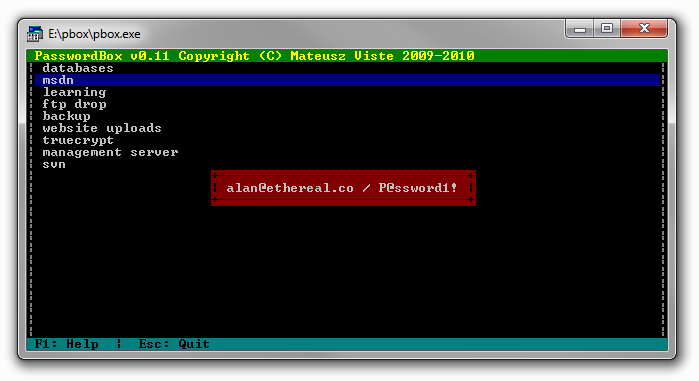 E:\pbox\pbox.exe
PasswordBox v0.11 Copyright (C) Mateusz Viste 2009-2010
databases
msdn
learning
ftp drop
backup
website uploads
truecrypt
management server
svn
alan@ethereal.co / P@ssword1!
F1: Help ¦ Esc: Quit